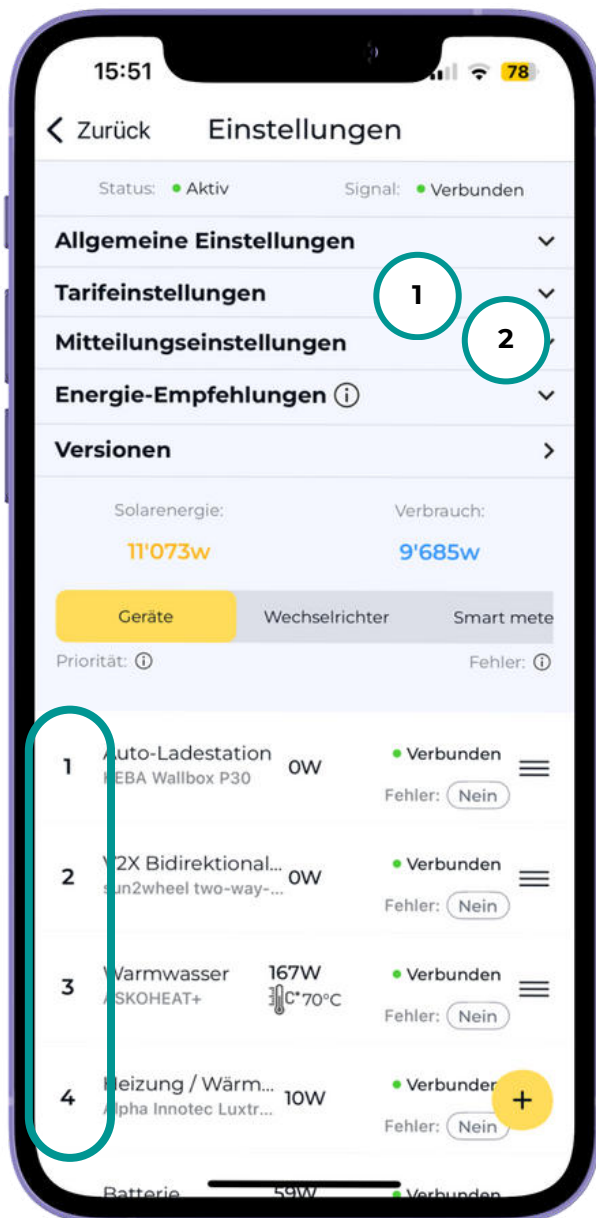 15:51 78
Zurück Einstellungen
Status: Aktiv Signal: Verbunden
Allgemeine Einstellungen
Tarifeinstellungen 1
Mitteilungseinstellungen 2
Energie-Empfehlungen i
Versionen
Solarenergie: Verbrauch:
11'073w 9'685w
Geräte Wechselrichter Smart mete
Priorität: i Fehler: i
1 Auto-Ladestation 0W Verbunden
KEBA Wallbox P30 Fehler: Nein
2 V2X Bidirektional... 0W Verbunden
sun2wheel two-way-... Fehler: Nein
3 Warmwasser 167W Verbunden
ASKOHEAT+ C° 70°C Fehler: Nein
4 Heizung / Wärm... 10W Verbunden +
Alpha Innotec Luxtr... Fehler: Nein
Batterie 59W Verbunden